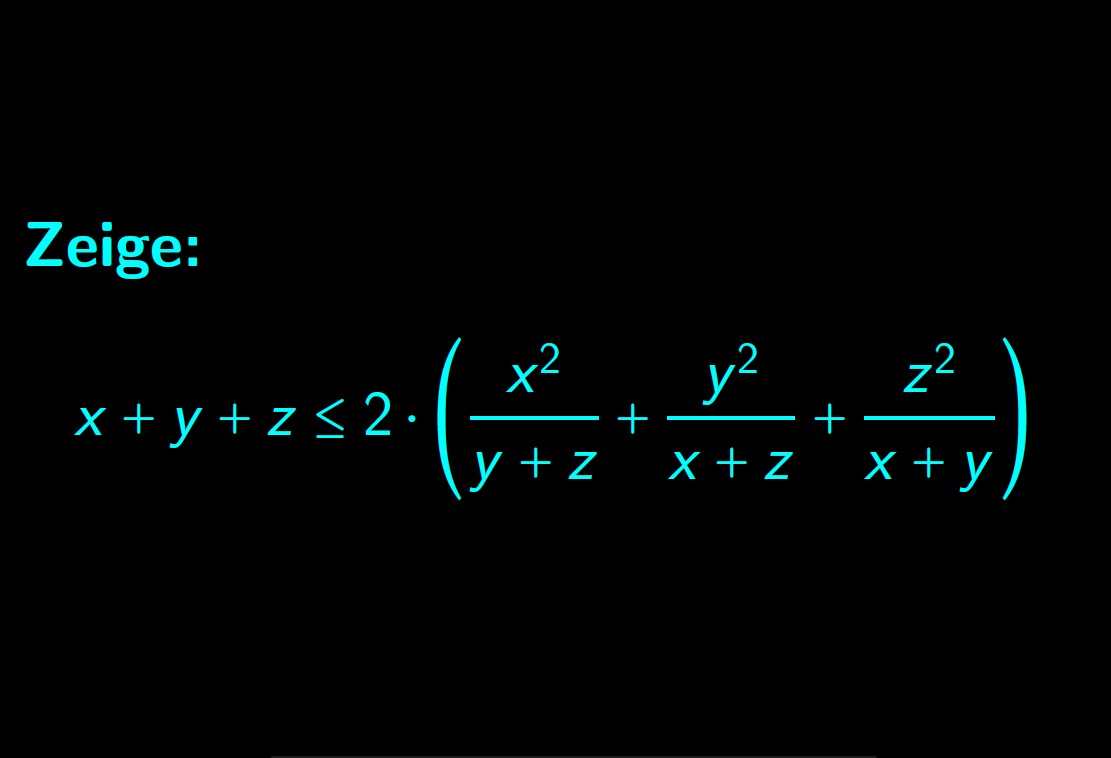 Zeige:
x + y + z ≤ 2 · ( x²/(y + z) + y²/(x + z) + z²/(x + y) )